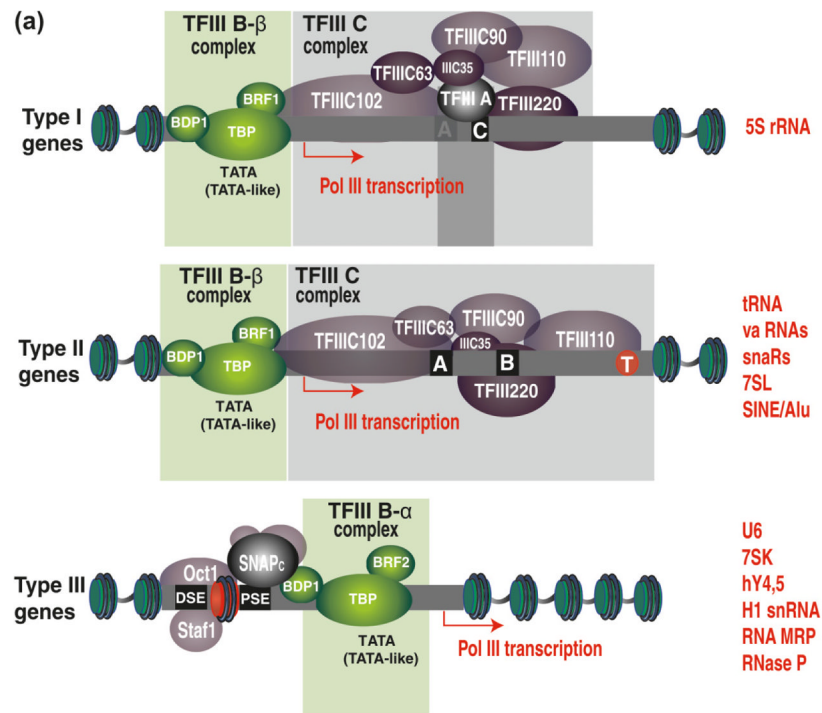 (a)
TFIII B-β
complex
TFIII C
complex
TFIIIC90
TFIIIC63
IIIC35
TFIII110
TFIIIC102
TFIII A
TFIII220
Type I
genes
BDP1
BRF1
TBP
A
C
5S rRNA
TATA
(TATA-like)
Pol III transcription
TFIII B-β
complex
TFIII C
complex
Type II
genes
BDP1
BRF1
TBP
TFIIIC102
TFIIIC63
TFIIIC90
IIIC35
TFIII110
A
B
T
TFIII220
TATA
(TATA-like)
Pol III transcription
tRNA
va RNAs
snaRs
7SL
SINE/Alu
TFIII B-α
complex
Type III
genes
Oct1
SNAPc
DSE
PSE
Staf1
BDP1
BRF2
TBP
TATA
(TATA-like)
Pol III transcription
U6
7SK
hY4,5
H1 snRNA
RNA MRP
RNase P